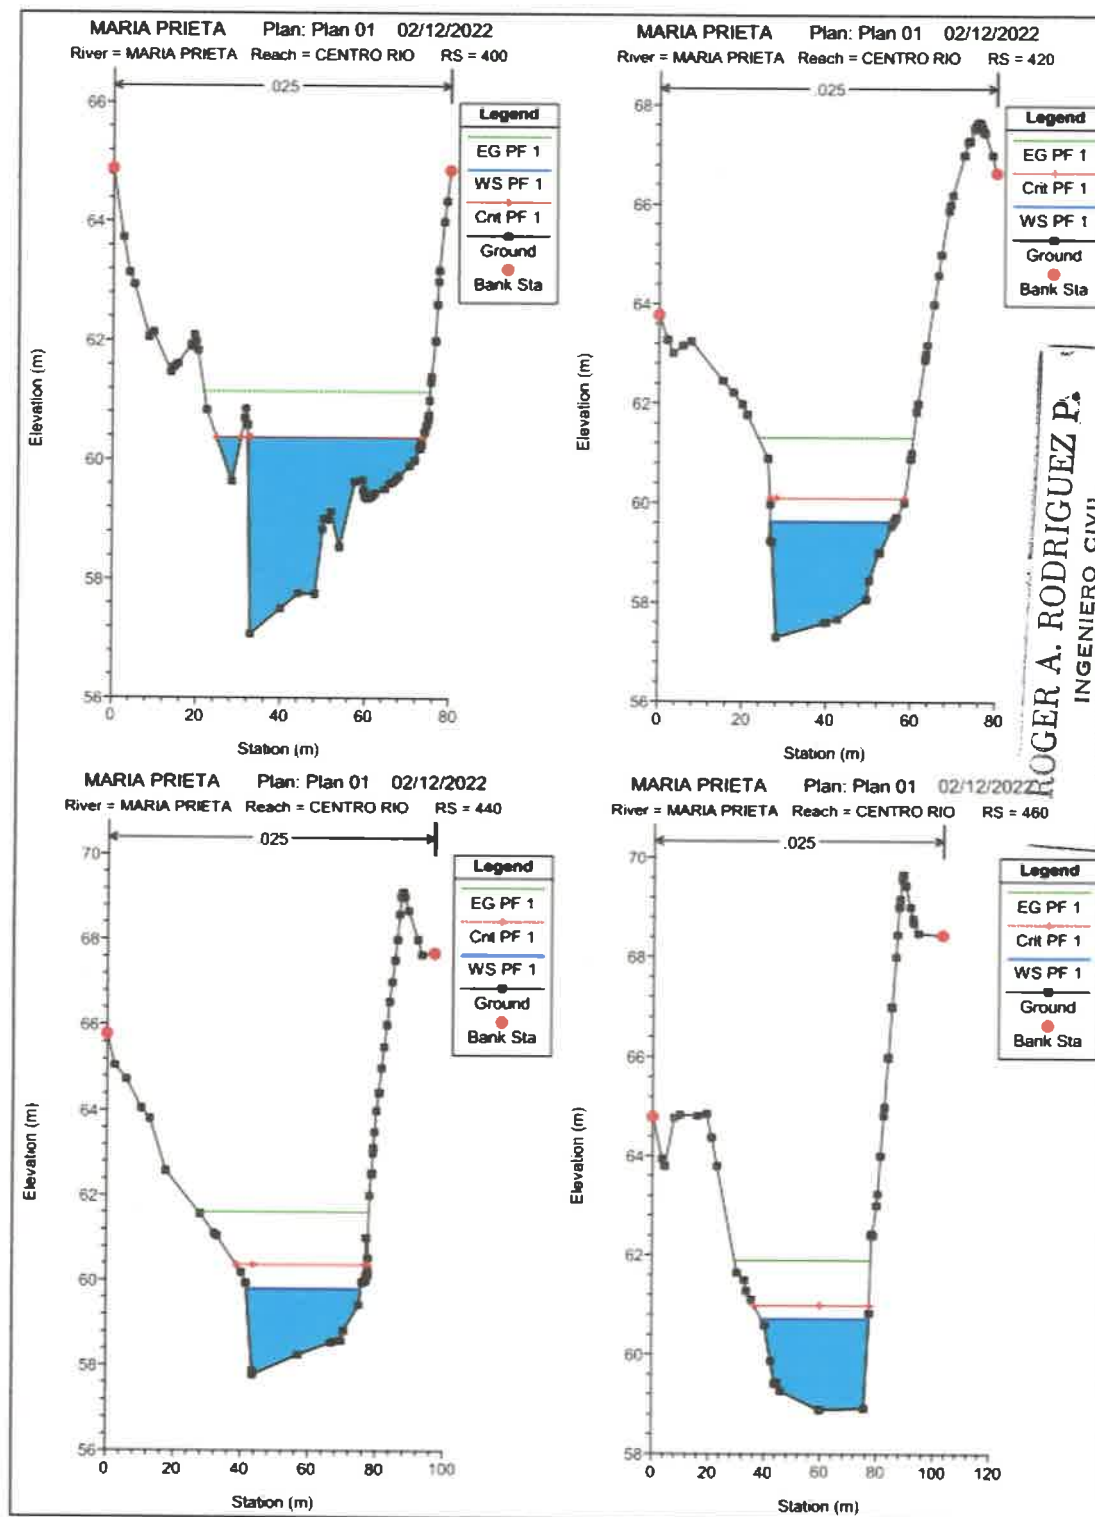 MARIA PRIETA Plan: Plan 01 02/12/2022
River = MARIA PRIETA Reach = CENTRO RIO RS = 400
.025
66
64
62
60
58
56
Elevation (m)
0 20 40 60 80
Station (m)
Legend
EG PF 1
WS PF 1
Crit PF 1
Ground
Bank Sta
MARIA PRIETA Plan: Plan 01 02/12/2022
River = MARIA PRIETA Reach = CENTRO RIO RS = 420
.025
68
66
64
62
60
58
56
Elevation (m)
0 20 40 60 80
Station (m)
Legend
EG PF 1
Crit PF 1
WS PF 1
Ground
Bank Sta
ROGER A. RODRIGUEZ P.
INGENIERO CIVIL
MARIA PRIETA Plan: Plan 01 02/12/2022
River = MARIA PRIETA Reach = CENTRO RIO RS = 440
.025
70
68
66
64
62
60
58
56
Elevation (m)
0 20 40 60 80 100
Station (m)
Legend
EG PF 1
Crit PF 1
WS PF 1
Ground
Bank Sta
MARIA PRIETA Plan: Plan 01 02/12/2022
River = MARIA PRIETA Reach = CENTRO RIO RS = 460
.025
70
68
66
64
62
60
58
Elevation (m)
0 20 40 60 80 100 120
Station (m)
Legend
EG PF 1
Crit PF 1
WS PF 1
Ground
Bank Sta